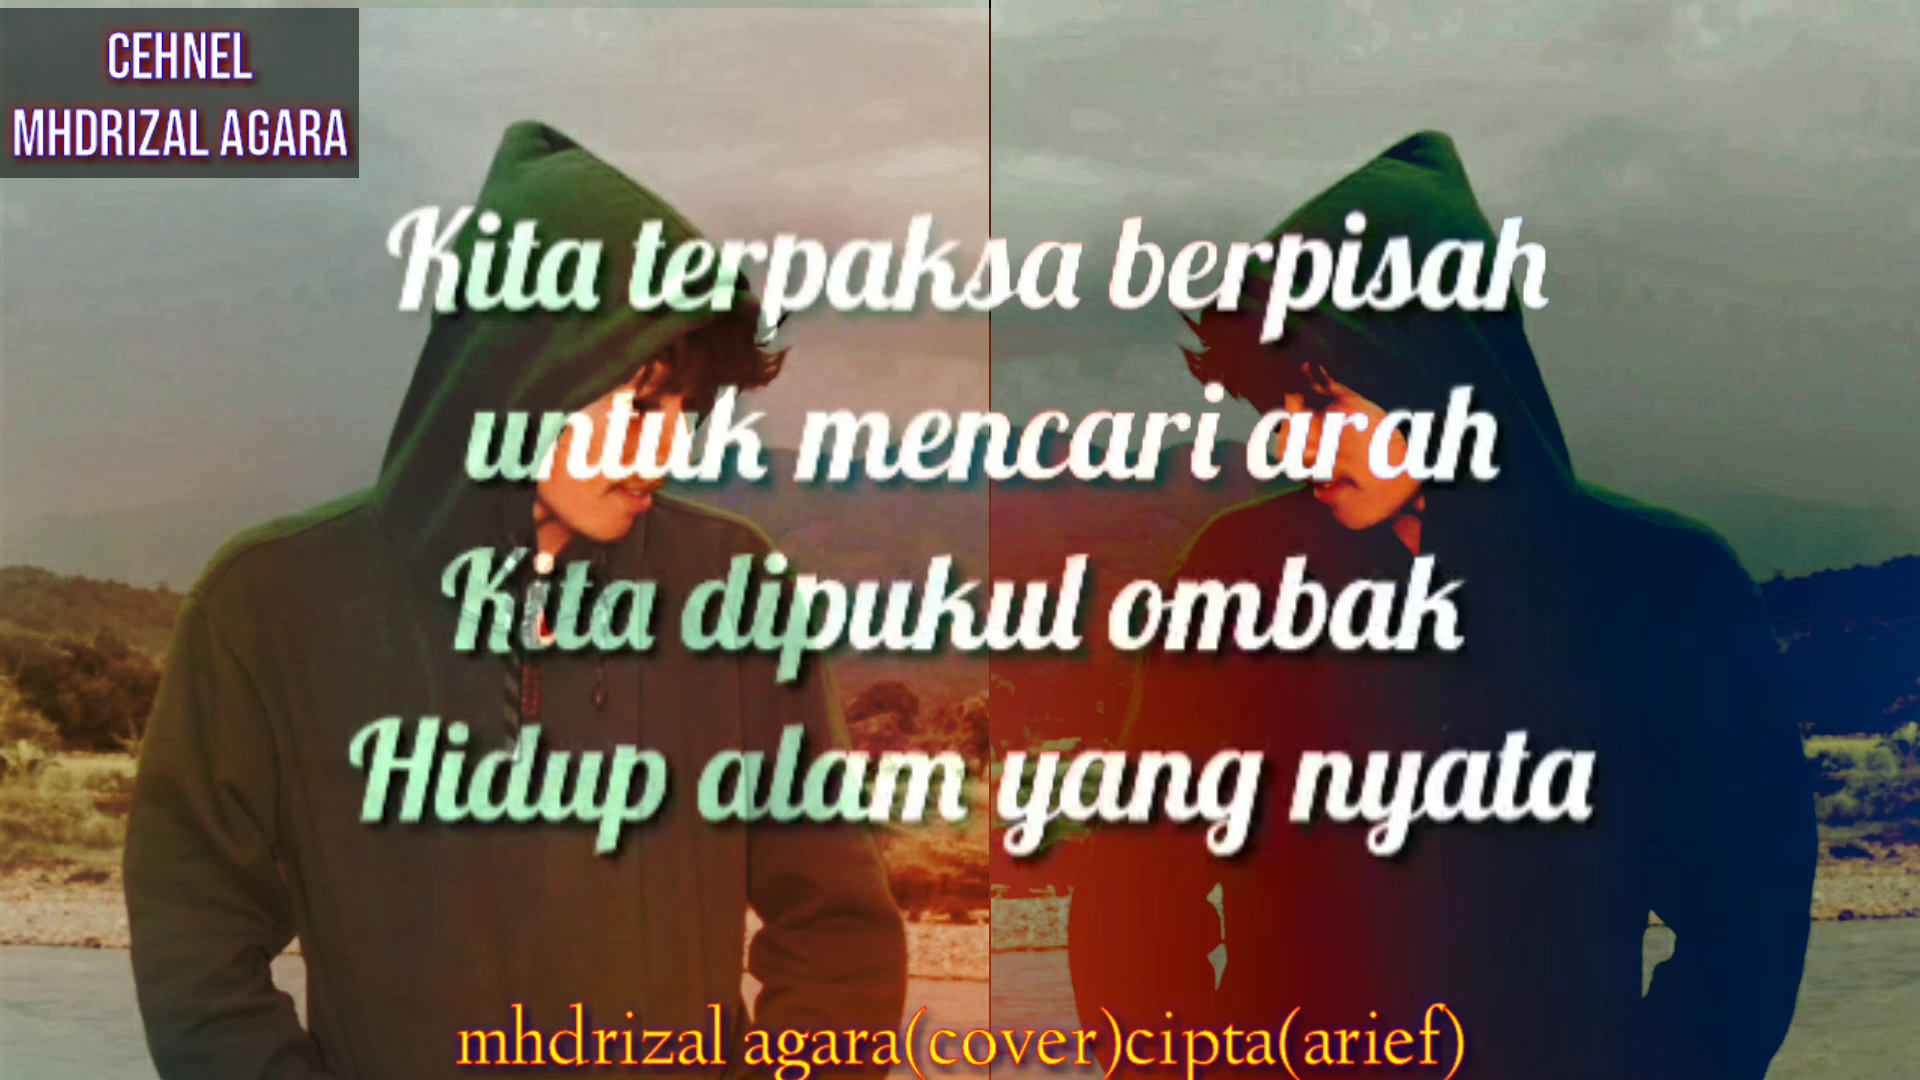 CEHNEL
MHDRIZAL AGARA
Kita terpaksa berpisah
untuk mencari arah
Kita dipukul ombak
Hidup alam yang nyata
mhdrizal agara(cover)cipta(arief)